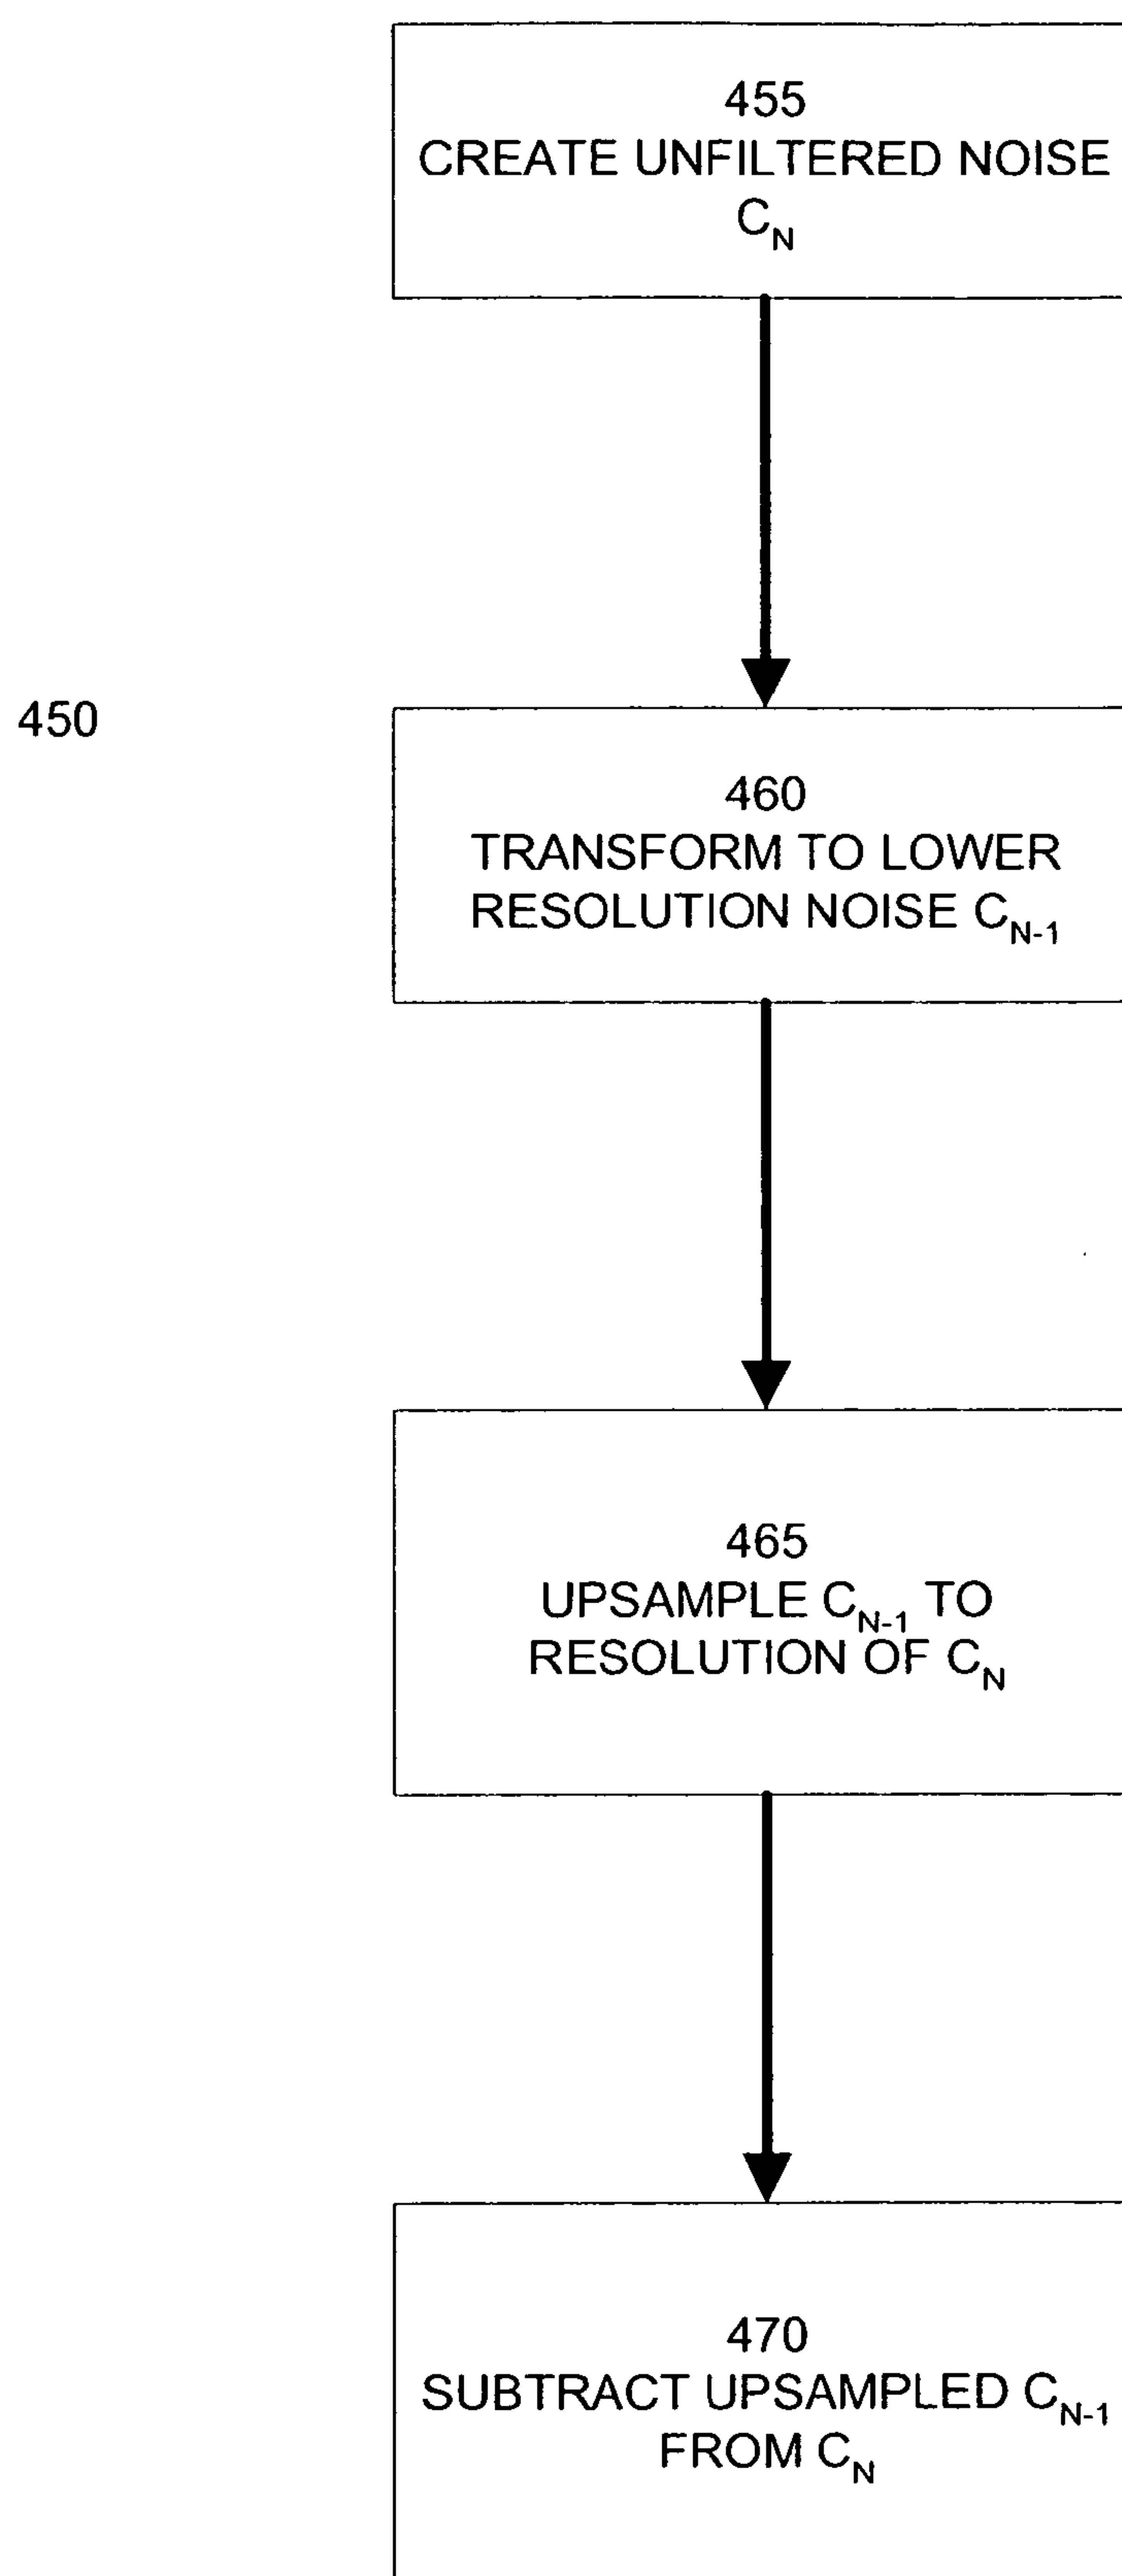 455
CREATE UNFILTERED NOISE
C_N
450
460
TRANSFORM TO LOWER
RESOLUTION NOISE C_N-1
465
UPSAMPLE C_N-1 TO
RESOLUTION OF C_N
470
SUBTRACT UPSAMPLED C_N-1
FROM C_N